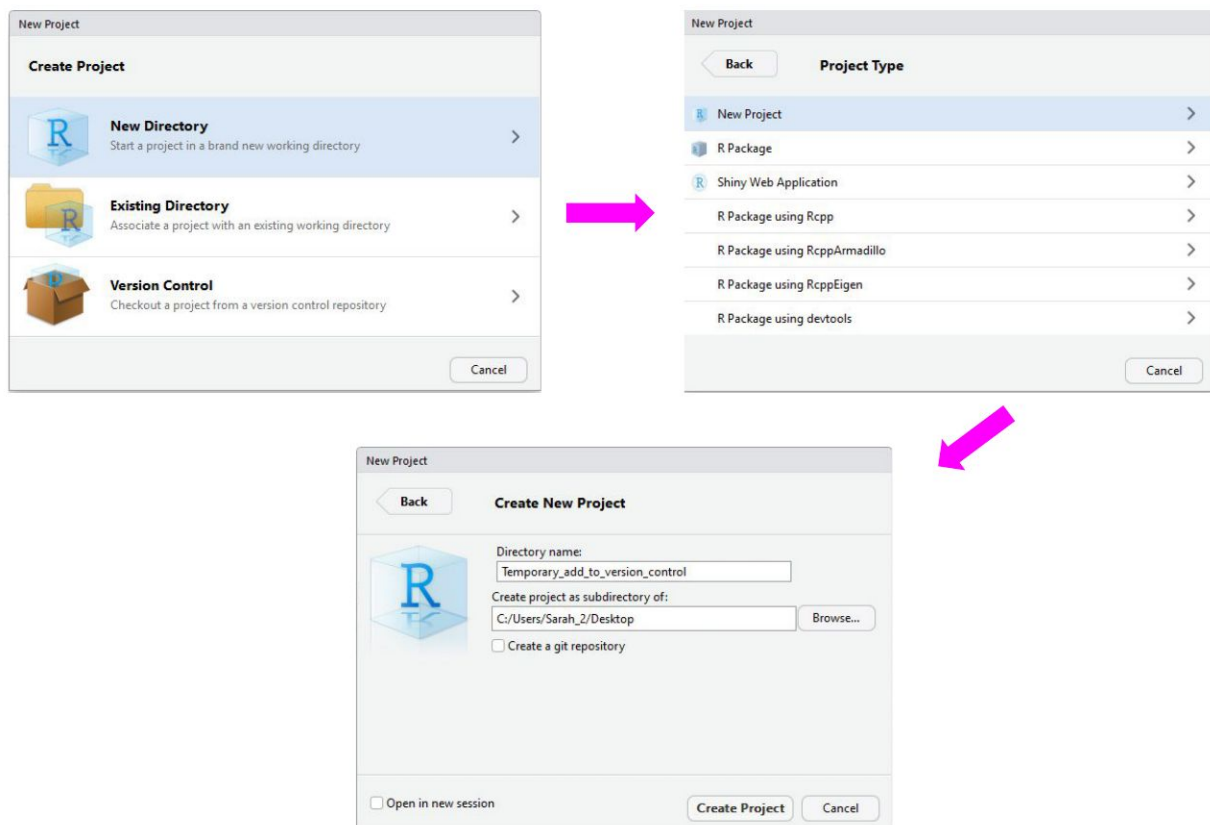 New Project
Create Project
New Directory
Start a project in a brand new working directory
Existing Directory
Associate a project with an existing working directory
Version Control
Checkout a project from a version control repository
Cancel
New Project
Back
Project Type
New Project
R Package
Shiny Web Application
R Package using Rcpp
R Package using RcppArmadillo
R Package using RcppEigen
R Package using devtools
Cancel
New Project
Back
Create New Project
Directory name:
Temporary_add_to_version_control
Create project as subdirectory of:
C:/Users/Sarah_2/Desktop
Browse...
Create a git repository
Open in new session
Create Project
Cancel